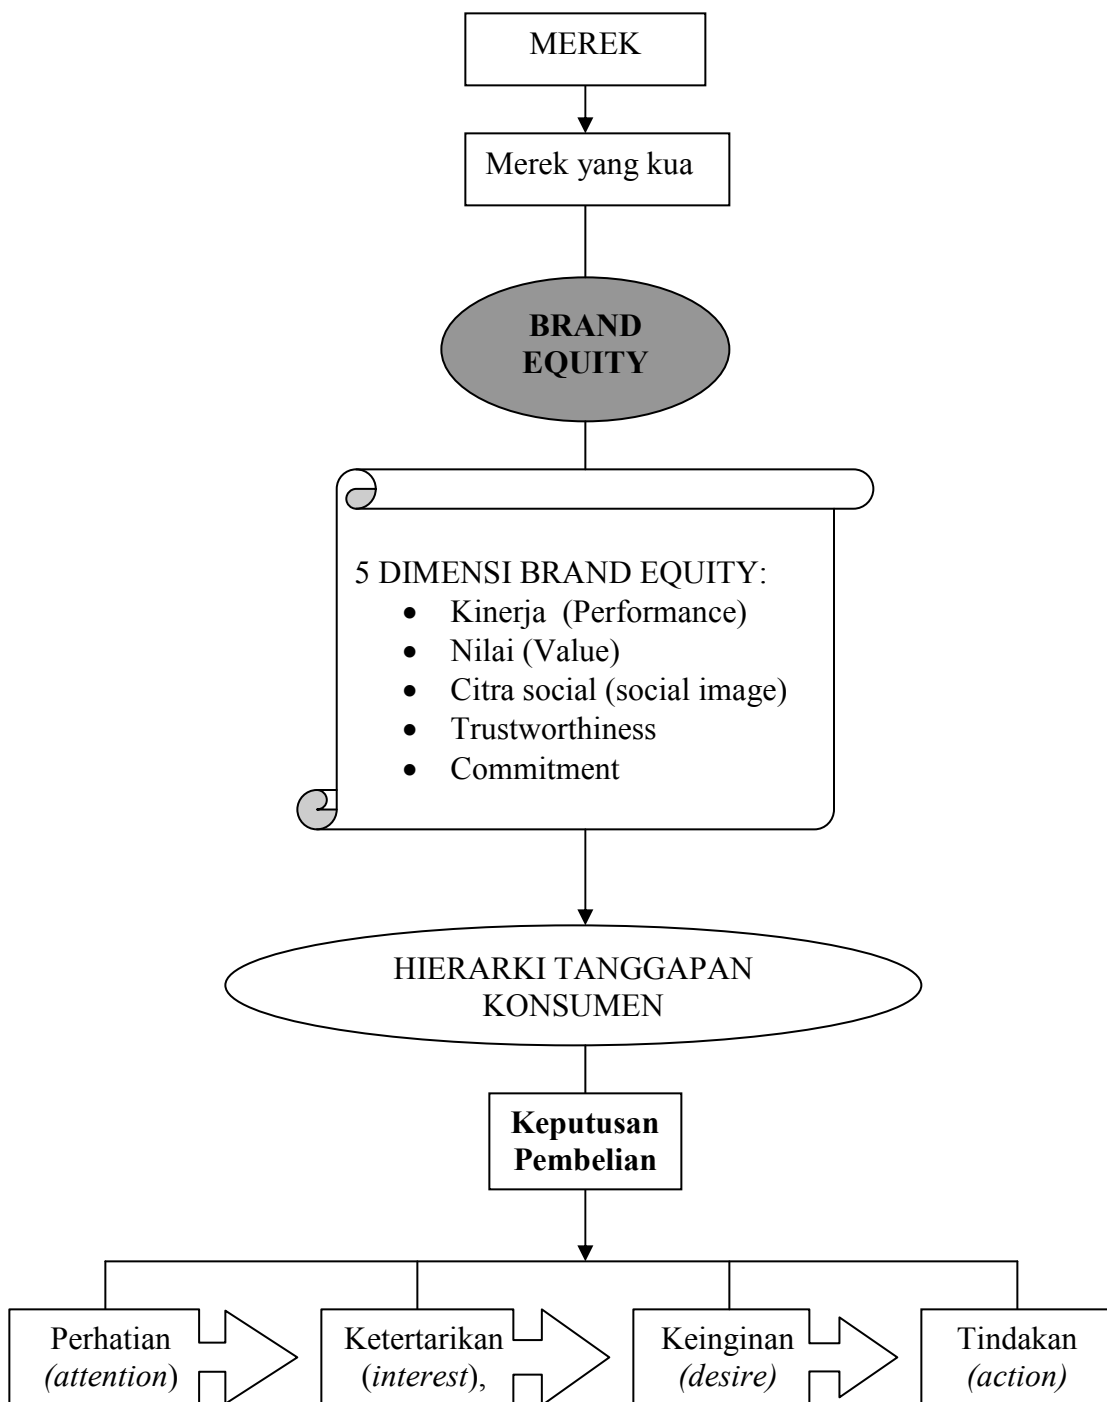 MEREK
Merek yang kua
BRAND
EQUITY
5 DIMENSI BRAND EQUITY:
• Kinerja (Performance)
• Nilai (Value)
• Citra social (social image)
• Trustworthiness
• Commitment
HIERARKI TANGGAPAN
KONSUMEN
Keputusan
Pembelian
Perhatian
(attention)
Ketertarikan
(interest),
Keinginan
(desire)
Tindakan
(action)